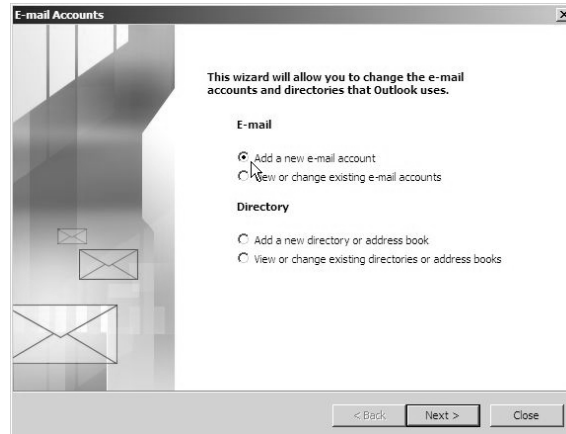 E-mail Accounts
This wizard will allow you to change the e-mail
accounts and directories that Outlook uses.
E-mail
Add a new e-mail account
View or change existing e-mail accounts
Directory
Add a new directory or address book
View or change existing directories or address books
< Back
Next >
Close